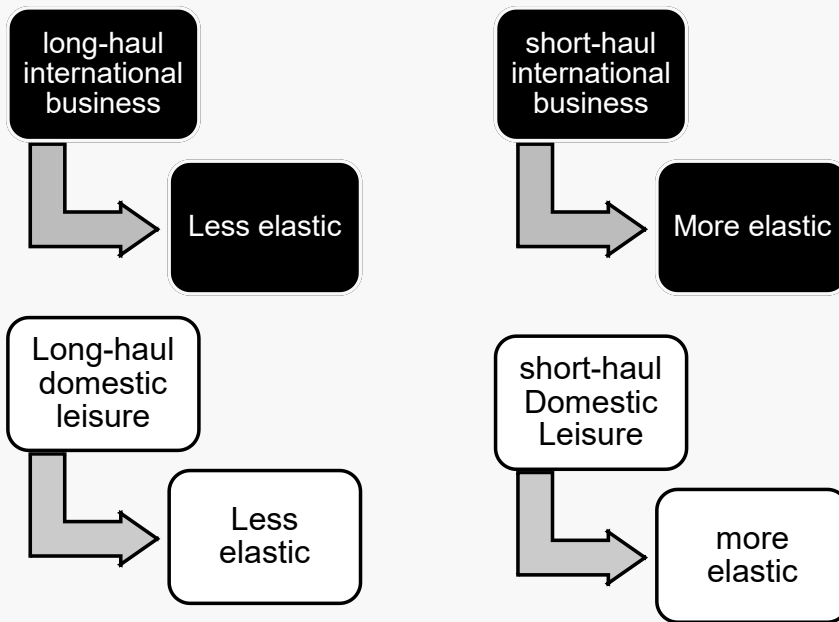 long-haul
international
business
Less elastic
short-haul
international
business
More elastic
Long-haul
domestic
leisure
Less
elastic
short-haul
Domestic
Leisure
more
elastic